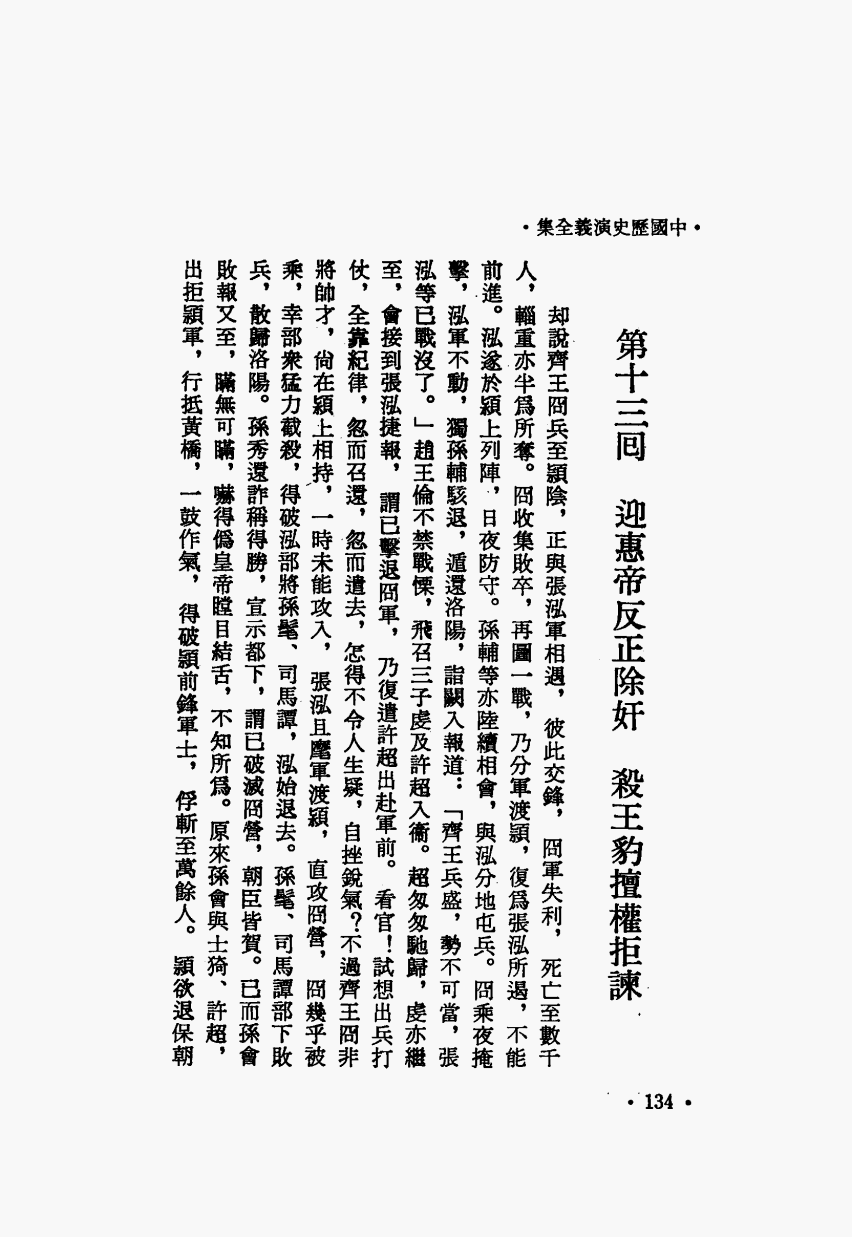 ·中國歷史演義全集·
第十三回　迎惠帝反正除奸　殺王豹擅權拒諫
却說齊王冏兵至潁陰，正與張泓軍相遇，彼此交鋒，冏軍失利，死亡至數千
人，輜重亦半爲所奪。冏收集敗卒，再圖一戰，乃分軍渡潁，復爲張泓所遏，不能
前進。泓遂於潁上列陣，日夜防守。孫輔等亦陸續相會，與泓分地屯兵。冏乘夜掩
擊，泓軍不動，獨孫輔駭退，遁還洛陽，詣闕入報道：「齊王兵盛，勢不可當，張
泓等已戰沒了。」趙王倫不禁戰慄，飛召三子虔及許超入衞。超匆匆馳歸，虔亦繼
至，會接到張泓捷報，謂已擊退冏軍，乃復遣許超出赴軍前。看官！試想出兵打
仗，全靠紀律，忽而召還，忽而遣去，怎得不令人生疑，自挫銳氣？不過齊王冏非
將帥才，尙在潁上相持，一時未能攻入，張泓且麾軍渡潁，直攻冏營，冏幾乎被
乘，幸部衆猛力截殺，得破泓部將孫髦、司馬譚，泓始退去。孫髦、司馬譚部下敗
兵，散歸洛陽。孫秀還詐稱得勝，宣示都下，謂已破滅冏營，朝臣皆賀。已而孫會
敗報又至，瞞無可瞞，嚇得僞皇帝瞠目結舌，不知所爲。原來孫會與士猗、許超，
出拒潁軍，行抵黃橋，一鼓作氣，得破潁前鋒軍士，俘斬至萬餘人。潁欲退保朝
·134·